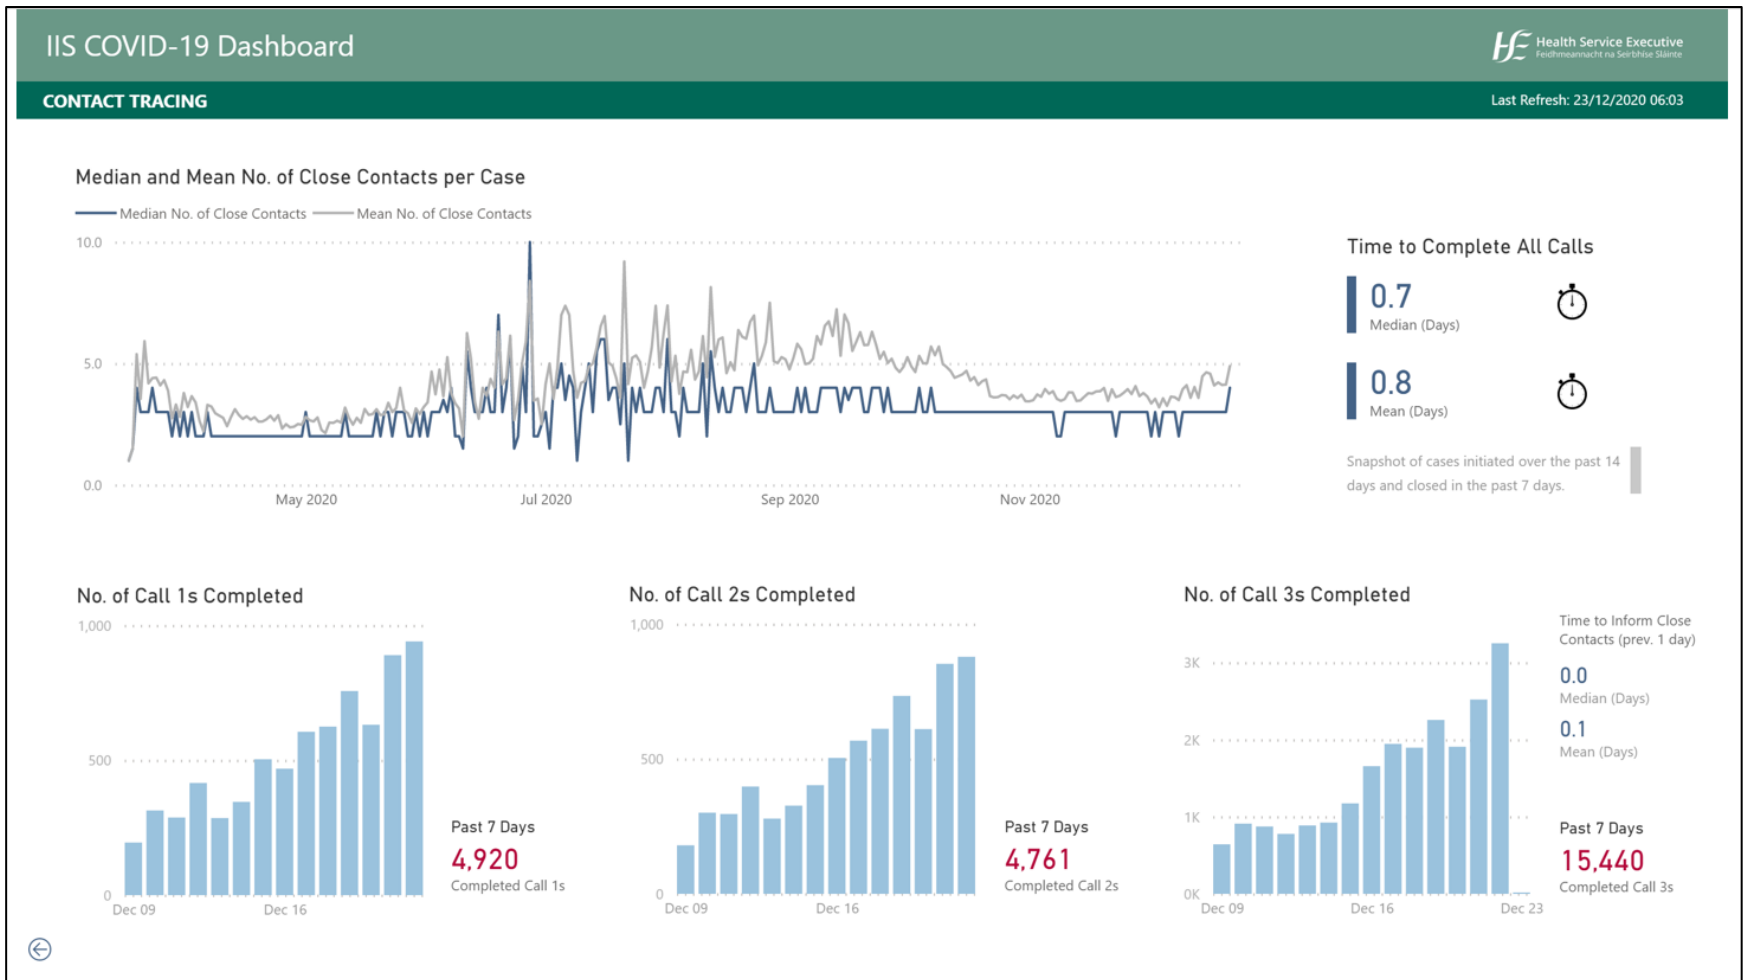 IIS COVID-19 Dashboard
Health Service Executive
Feidhmeannacht na Seirbhíse Sláinte
CONTACT TRACING
Last Refresh: 23/12/2020 06:03
Median and Mean No. of Close Contacts per Case
Median No. of Close Contacts
Mean No. of Close Contacts
10.0
5.0
0.0
May 2020
Jul 2020
Sep 2020
Nov 2020
Time to Complete All Calls
0.7
Median (Days)
0.8
Mean (Days)
Snapshot of cases initiated over the past 14
days and closed in the past 7 days.
No. of Call 1s Completed
1,000
500
0
Dec 09
Dec 16
Past 7 Days
4,920
Completed Call 1s
No. of Call 2s Completed
1,000
500
0
Dec 09
Dec 16
Past 7 Days
4,761
Completed Call 2s
No. of Call 3s Completed
3K
2K
1K
0K
Dec 09
Dec 16
Dec 23
Time to Inform Close
Contacts (prev. 1 day)
0.0
Median (Days)
0.1
Mean (Days)
Past 7 Days
15,440
Completed Call 3s